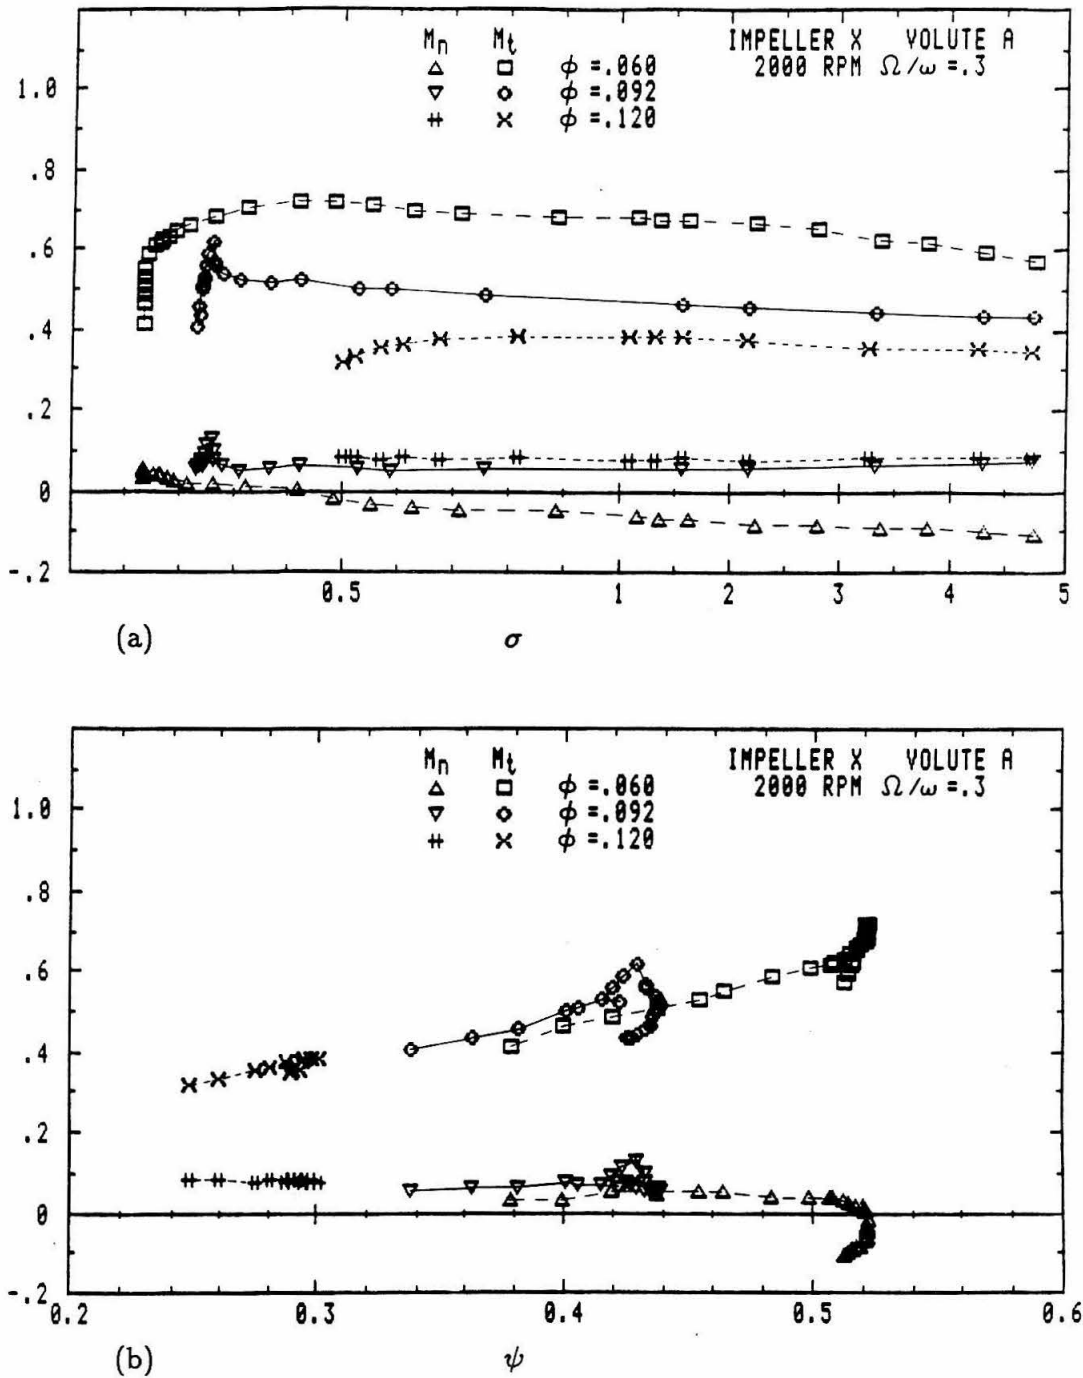 Mn Mt IMPELLER X VOLUTE A
△ □ ϕ =.060 2000 RPM Ω/ω =.3
▽ ◇ ϕ =.092
⧺ × ϕ =.120
1.0
.8
.6
.4
.2
0
-.2
0.5 1 2 3 4 5
(a) σ
Mn Mt IMPELLER X VOLUTE A
△ □ ϕ =.060 2000 RPM Ω/ω =.3
▽ ◇ ϕ =.092
⧺ × ϕ =.120
1.0
.8
.6
.4
.2
0
-.2
0.2 0.3 0.4 0.5 0.6
(b) ψ